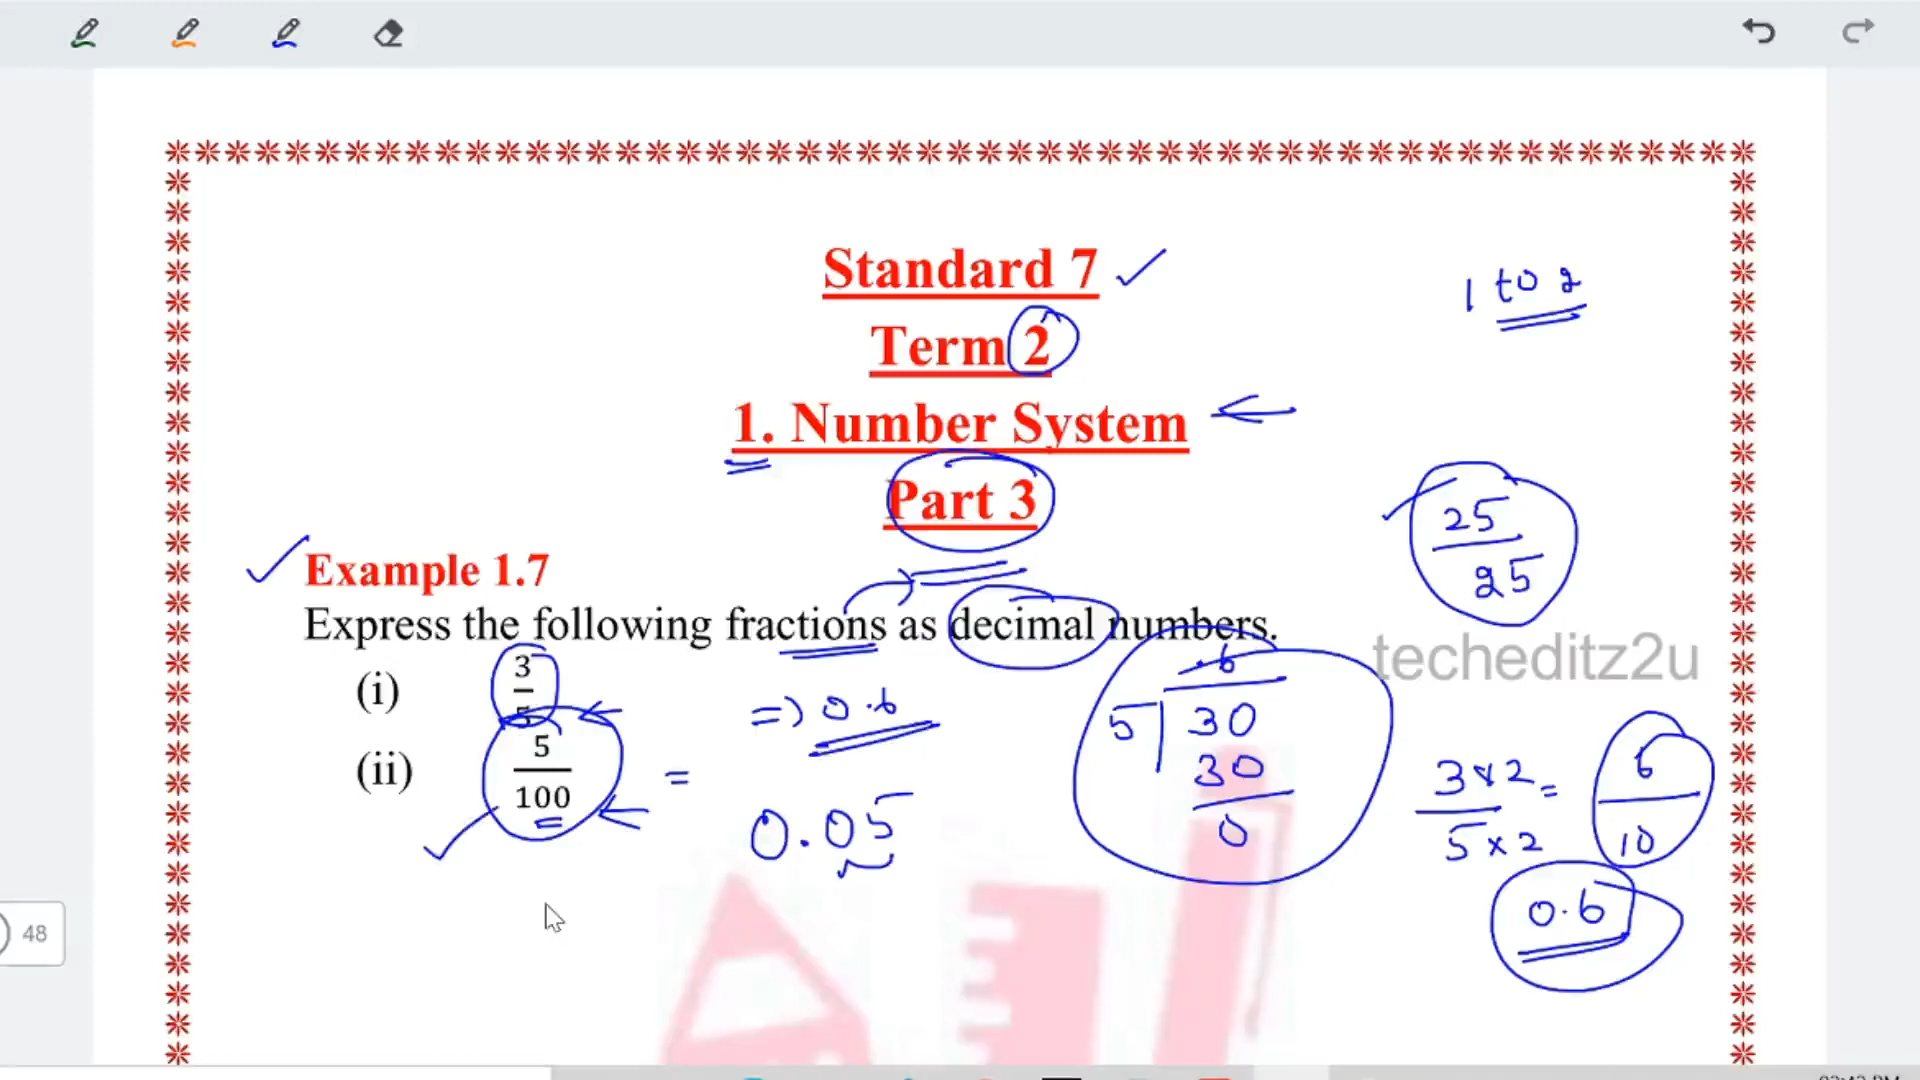 Standard 7
1 to 2
Term 2
1. Number System
Part 3
25
25
Example 1.7
Express the following fractions as decimal numbers.
techeditz2u
(i) 3/5 => 0.6
.6
5 30
30
0
(ii) 5/100 = 0.05
3 x 2 = 6
5 x 2 10
0.6
48